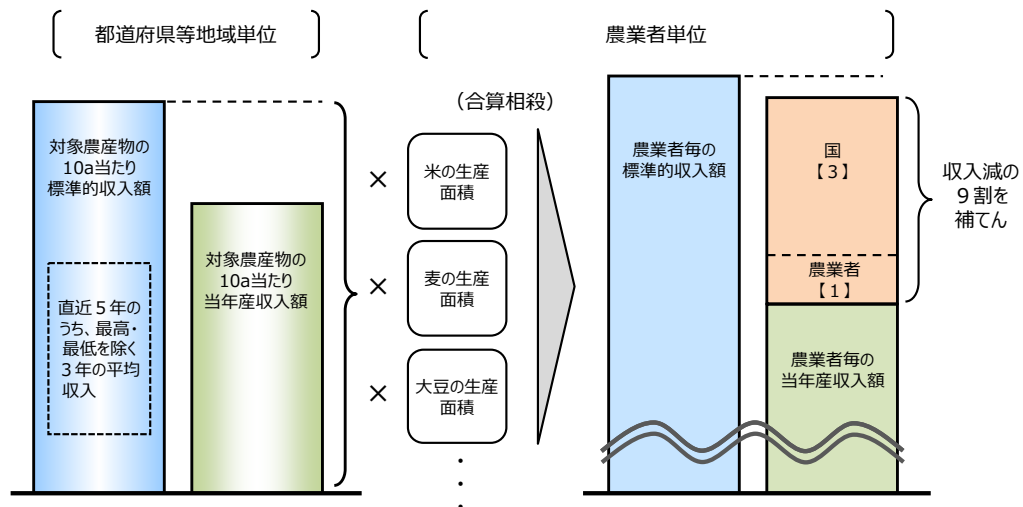 都道府県等地域単位
農業者単位
対象農産物の
10a当たり
標準的収入額
直近５年の
うち、最高・
最低を除く
３年の平均
収入
対象農産物の
10a当たり
当年産収入額
（合算相殺）
×
米の生産
面積
×
麦の生産
面積
×
大豆の生産
面積
・
・
・
農業者毎の
標準的収入額
国
【３】
農業者
【１】
農業者毎の
当年産収入額
収入減の
９割を
補てん